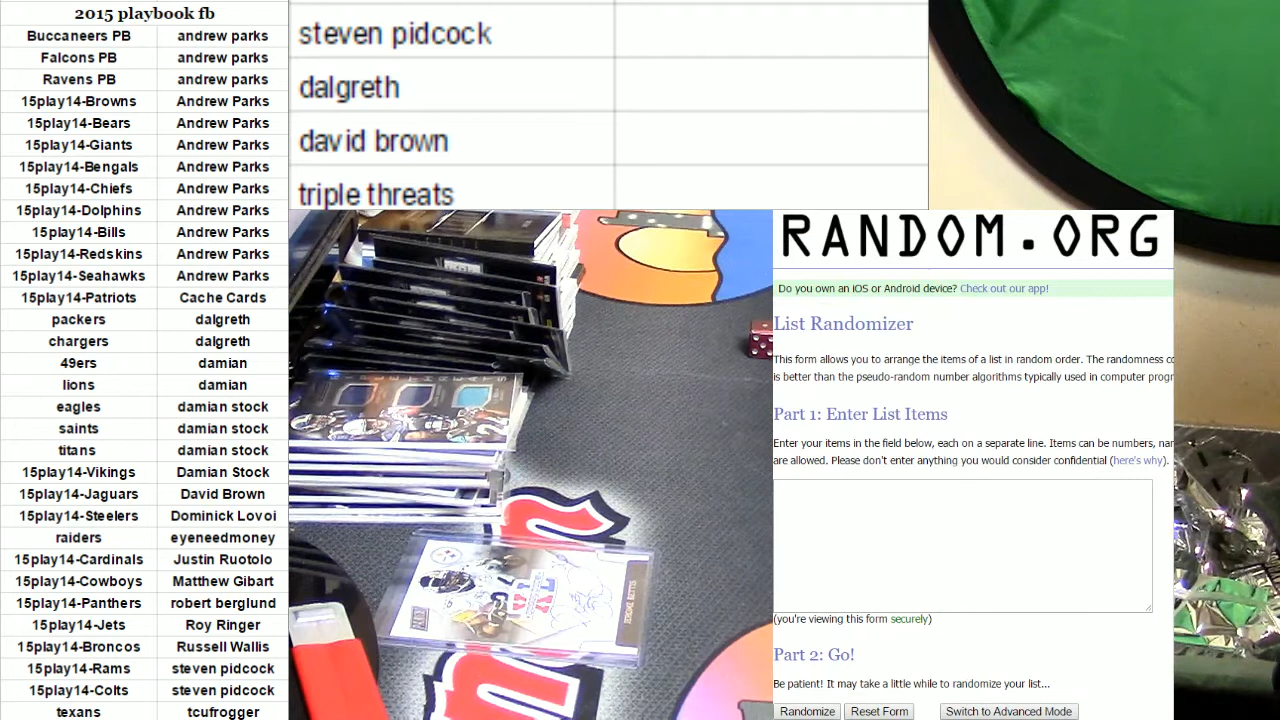 2015 playbook fb
Buccaneers PB andrew parks
Falcons PB andrew parks
Ravens PB andrew parks
15play14-Browns Andrew Parks
15play14-Bears Andrew Parks
15play14-Giants Andrew Parks
15play14-Bengals Andrew Parks
15play14-Chiefs Andrew Parks
15play14-Dolphins Andrew Parks
15play14-Bills Andrew Parks
15play14-Redskins Andrew Parks
15play14-Seahawks Andrew Parks
15play14-Patriots Cache Cards
packers dalgreth
chargers dalgreth
49ers damian
lions damian
eagles damian stock
saints damian stock
titans damian stock
15play14-Vikings Damian Stock
15play14-Jaguars David Brown
15play14-Steelers Dominick Lovoi
raiders eyeneedmoney
15play14-Cardinals Justin Ruotolo
15play14-Cowboys Matthew Gibart
15play14-Panthers robert berglund
15play14-Jets Roy Ringer
15play14-Broncos Russell Wallis
15play14-Rams steven pidcock
15play14-Colts steven pidcock
texans tcufrogger
steven pidcock
dalgreth
david brown
triple threats
THREATS
JEROME BETTIS
RANDOM.ORG
Do you own an iOS or Android device? Check out our app!
List Randomizer
This form allows you to arrange the items of a list in random order. The randomness co
is better than the pseudo-random number algorithms typically used in computer progr
Part 1: Enter List Items
Enter your items in the field below, each on a separate line. Items can be numbers, nar
are allowed. Please don't enter anything you would consider confidential (here's why).
(you're viewing this form securely)
Part 2: Go!
Be patient! It may take a little while to randomize your list...
Randomize Reset Form Switch to Advanced Mode